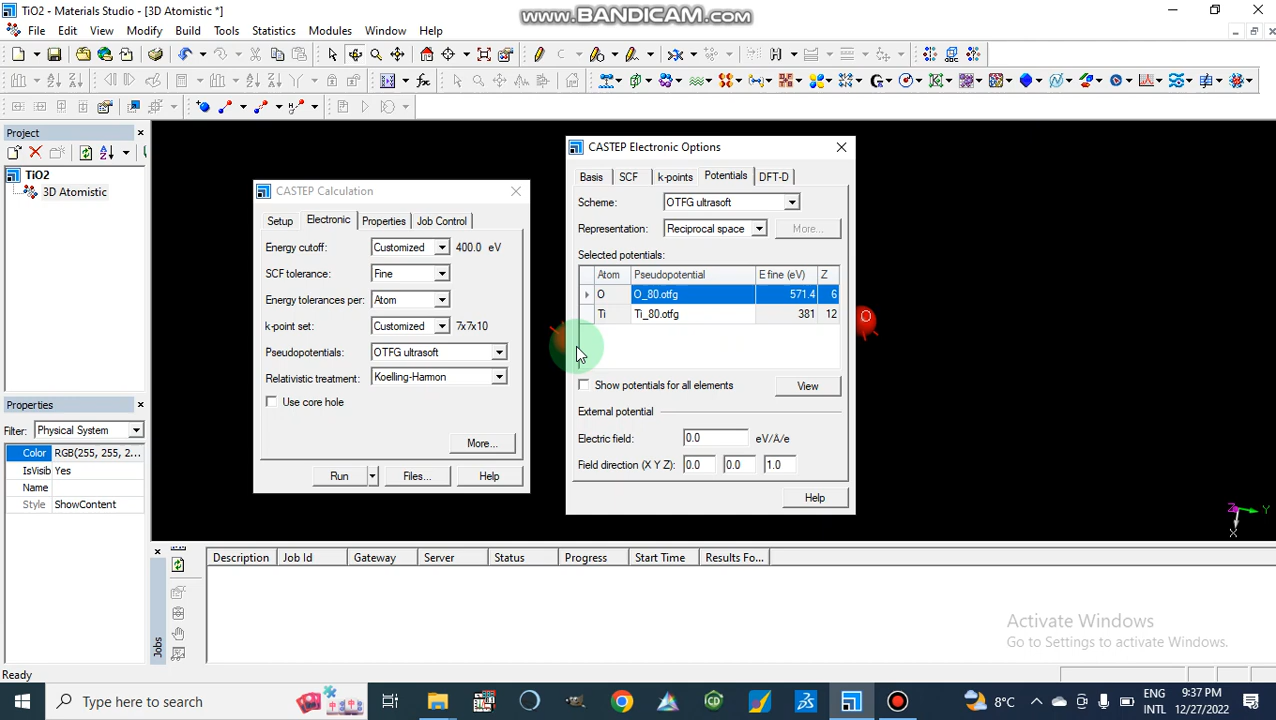 TiO2 - Materials Studio - [3D Atomistic *]
www.BANDICAM.com
File Edit View Modify Build Tools Statistics Modules Window Help
Project
TiO2
3D Atomistic
Properties
Filter: Physical System
Color RGB(255, 255, 2...
IsVisib Yes
Name
Style ShowContent
CASTEP Calculation
Setup Electronic Properties Job Control
Energy cutoff: Customized 400.0 eV
SCF tolerance: Fine
Energy tolerances per: Atom
k-point set: Customized 7x7x10
Pseudopotentials: OTFG ultrasoft
Relativistic treatment: Koelling-Harmon
Use core hole
More...
Run Files... Help
CASTEP Electronic Options
Basis SCF k-points Potentials DFT-D
Scheme: OTFG ultrasoft
Representation: Reciprocal space More...
Selected potentials:
Atom Pseudopotential E fine (eV) Z
O O_80.otfg 571.4 6
Ti Ti_80.otfg 381 12
Show potentials for all elements View
External potential
Electric field: 0.0 eV/A/e
Field direction (X Y Z): 0.0 0.0 1.0
Help
O
Z Y
X
Jobs
Description Job Id Gateway Server Status Progress Start Time Results Fo...
Activate Windows
Go to Settings to activate Windows.
Ready
Type here to search
8°C
ENG
INTL
9:37 PM
12/27/2022